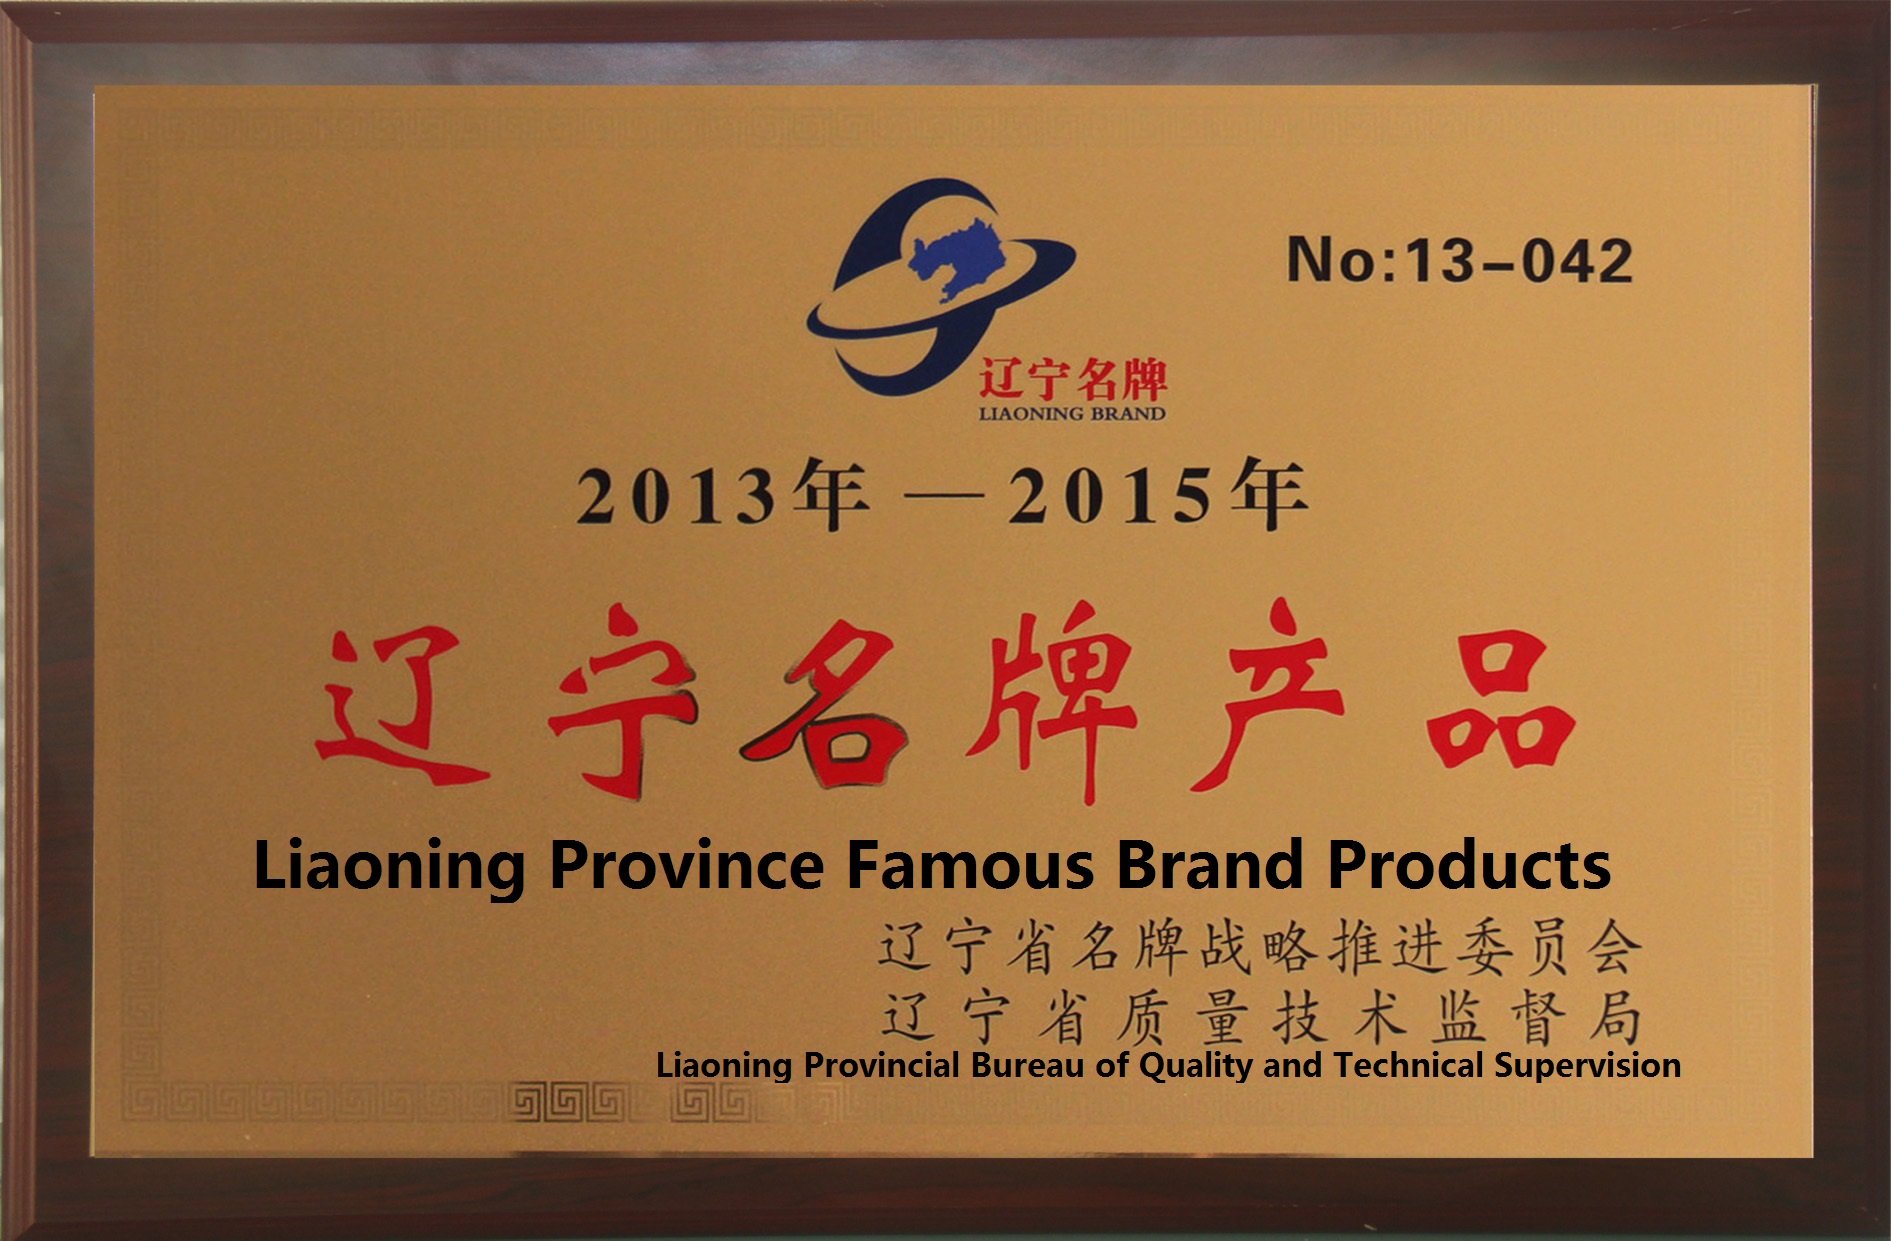 No:13-042
辽宁名牌
LIAONING BRAND
2013年—2015年
辽宁名牌产品
Liaoning Province Famous Brand Products
辽宁省名牌战略推进委员会
辽宁省质量技术监督局
Liaoning Provincial Bureau of Quality and Technical Supervision